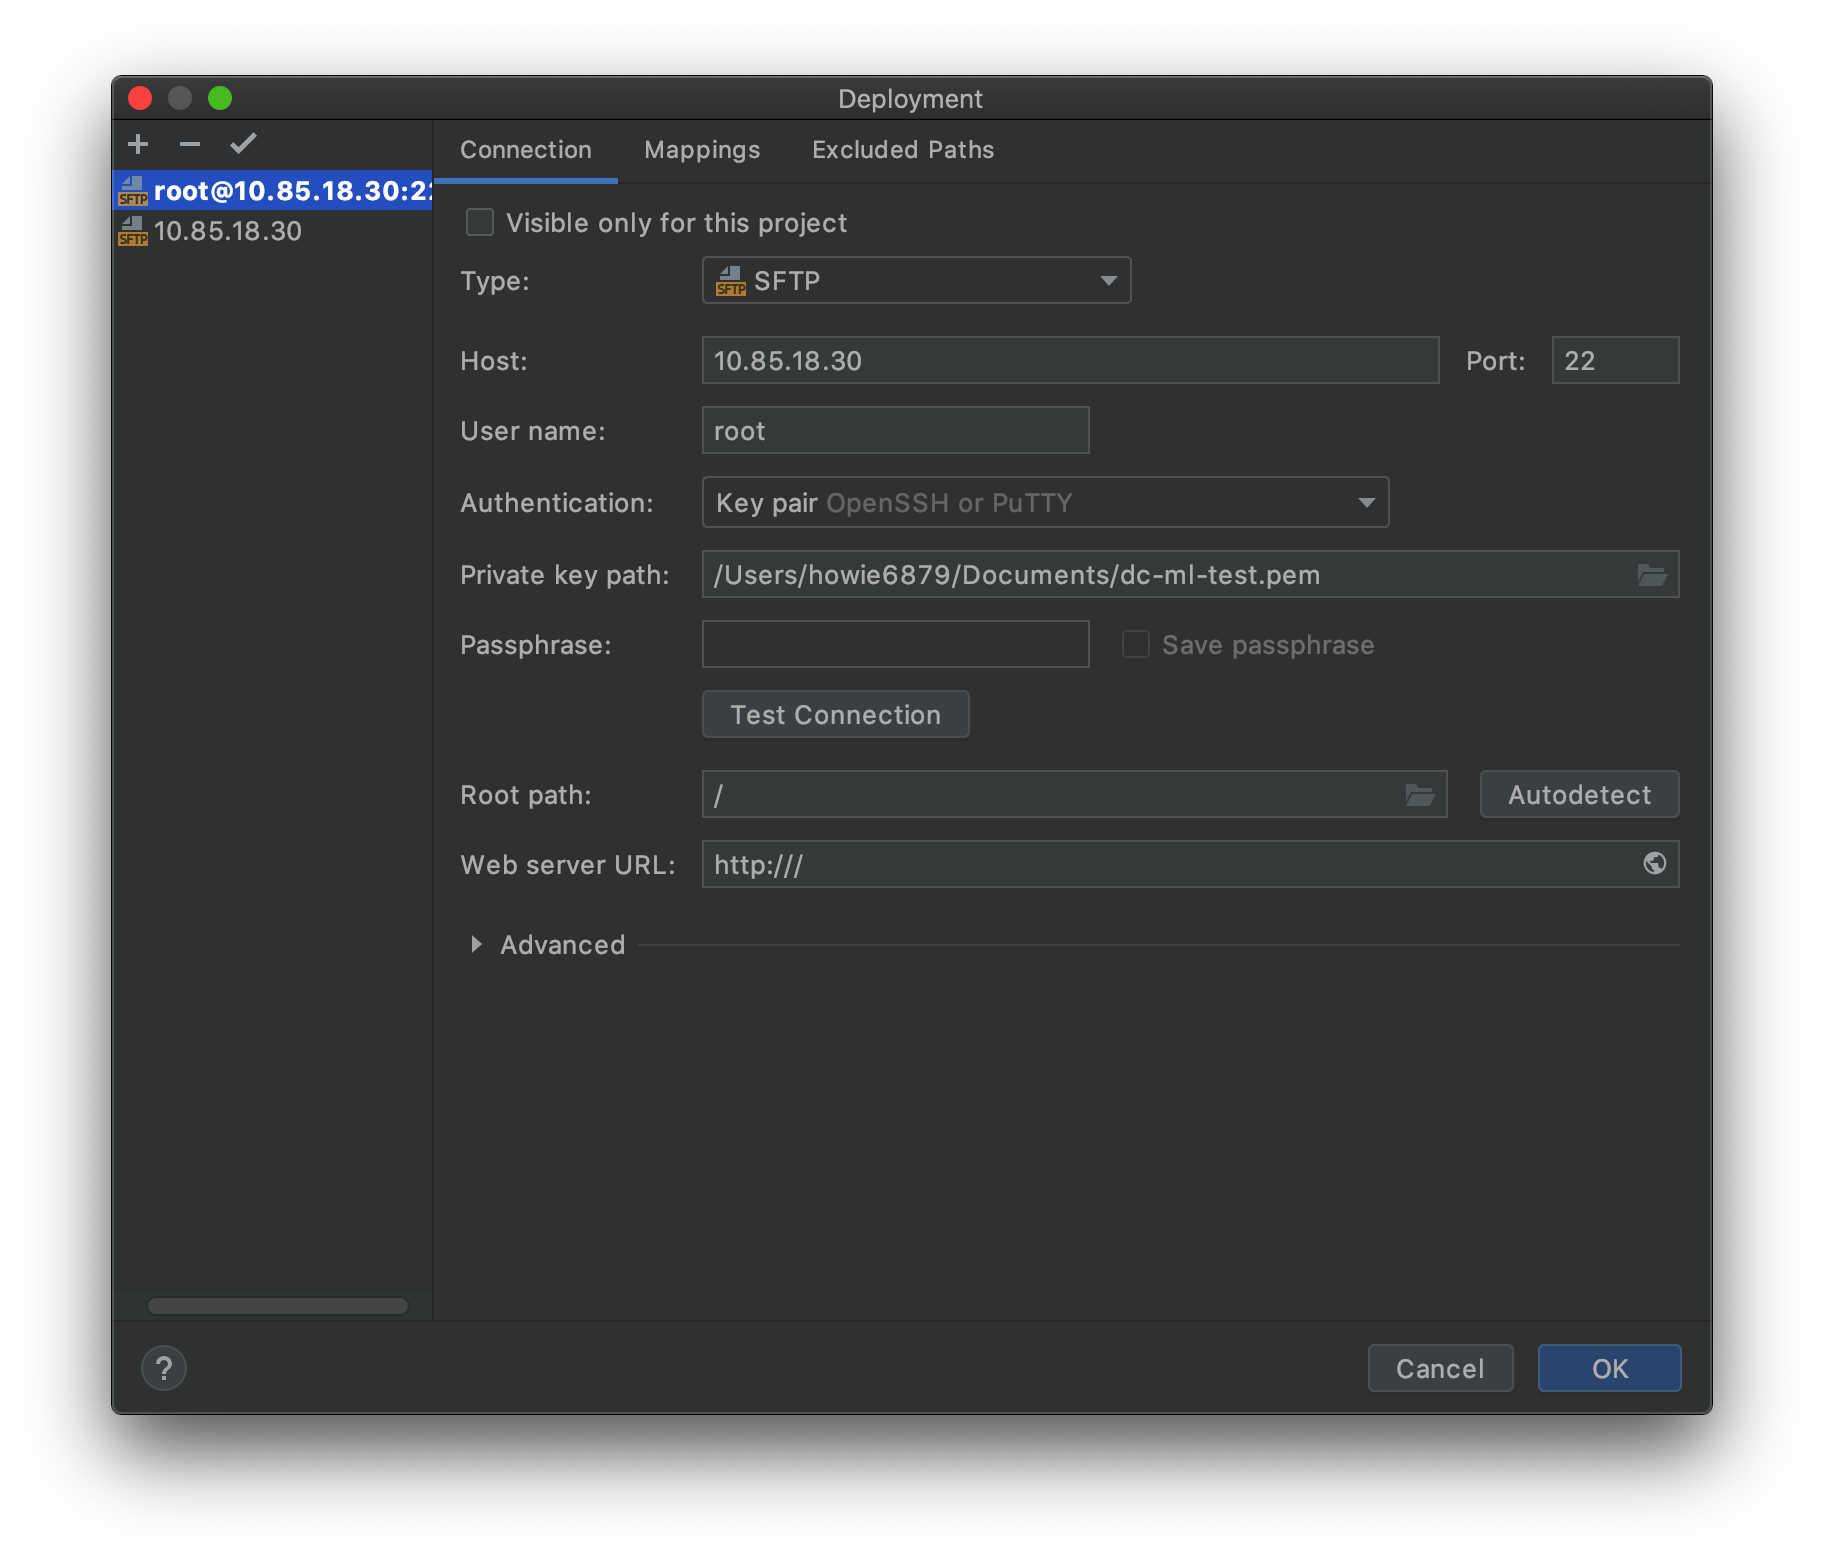 Deployment
Connection Mappings Excluded Paths
SFTP root@10.85.18.30:22
SFTP 10.85.18.30
Visible only for this project
Type: SFTP SFTP
Host: 10.85.18.30 Port: 22
User name: root
Authentication: Key pair OpenSSH or PuTTY
Private key path: /Users/howie6879/Documents/dc-ml-test.pem
Passphrase: Save passphrase
Test Connection
Root path: / Autodetect
Web server URL: http:///
Advanced
? Cancel OK